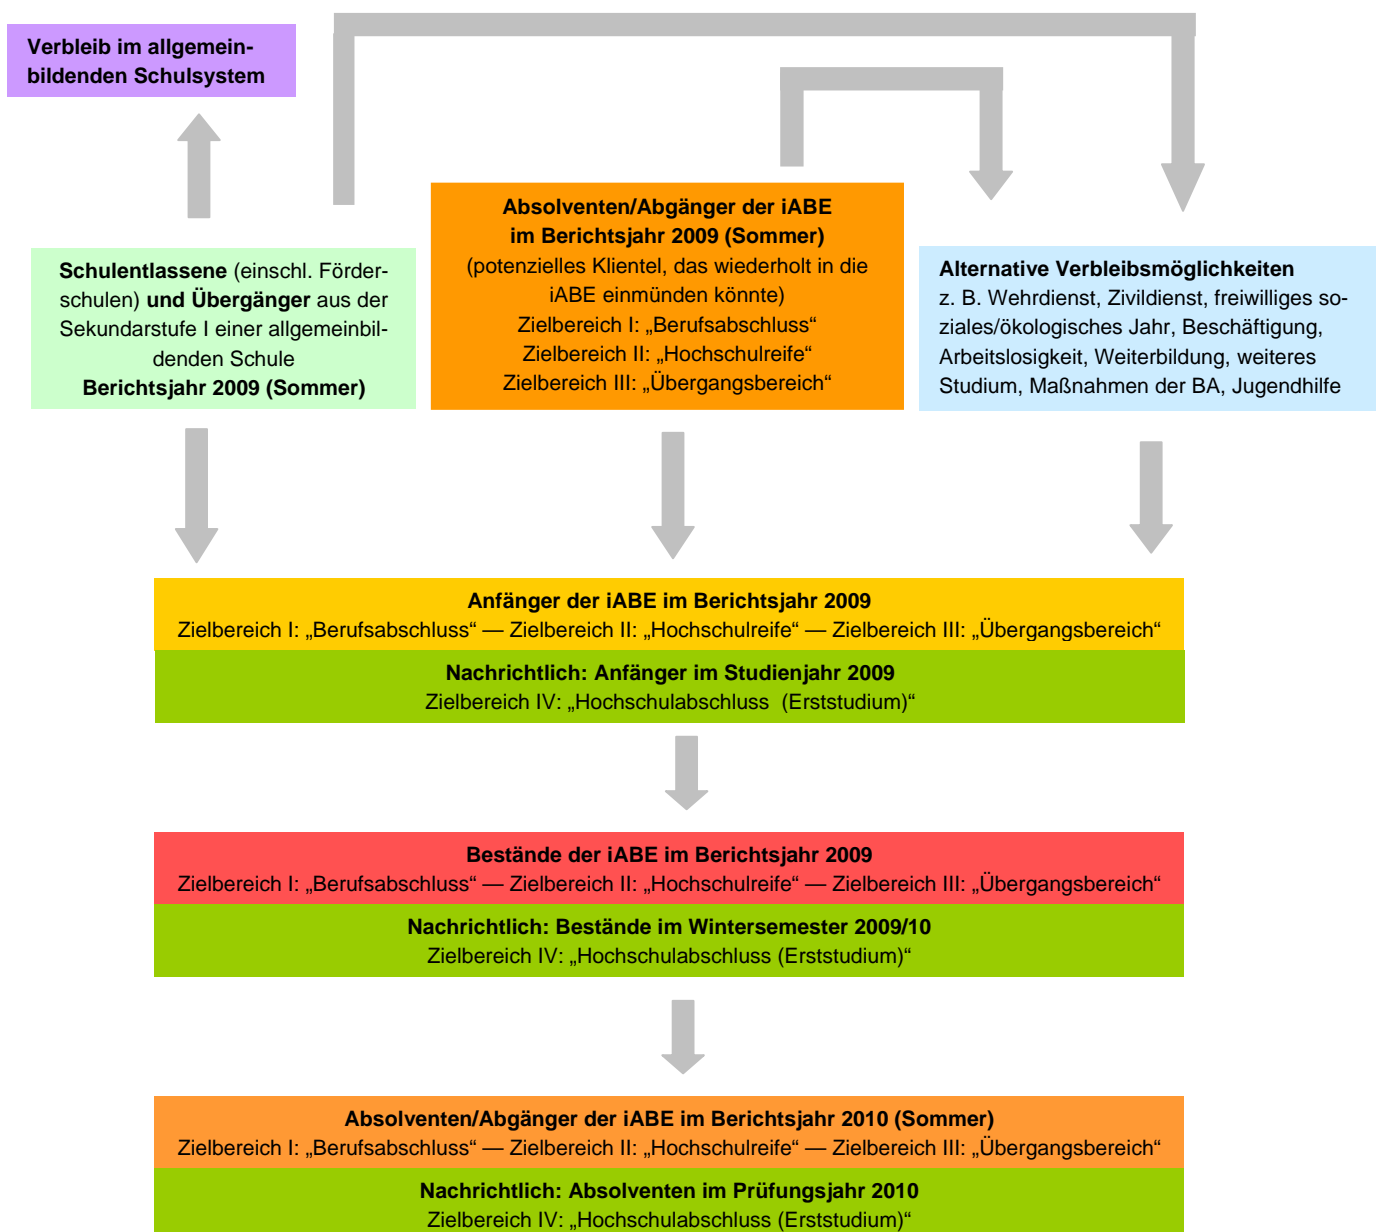 Verbleib im allgemein-
bildenden Schulsystem
Absolventen/Abgänger der iABE
im Berichtsjahr 2009 (Sommer)
(potenzielles Klientel, das wiederholt in die
iABE einmünden könnte)
Zielbereich I: „Berufsabschluss“
Zielbereich II: „Hochschulreife“
Zielbereich III: „Übergangsbereich“
Schulentlassene (einschl. Förder-
schulen) und Übergänger aus der
Sekundarstufe I einer allgemeinbil-
denden Schule
Berichtsjahr 2009 (Sommer)
Alternative Verbleibsmöglichkeiten
z. B. Wehrdienst, Zivildienst, freiwilliges so-
ziales/ökologisches Jahr, Beschäftigung,
Arbeitslosigkeit, Weiterbildung, weiteres
Studium, Maßnahmen der BA, Jugendhilfe
Anfänger der iABE im Berichtsjahr 2009
Zielbereich I: „Berufsabschluss“ — Zielbereich II: „Hochschulreife“ — Zielbereich III: „Übergangsbereich“
Nachrichtlich: Anfänger im Studienjahr 2009
Zielbereich IV: „Hochschulabschluss (Erststudium)“
Bestände der iABE im Berichtsjahr 2009
Zielbereich I: „Berufsabschluss“ — Zielbereich II: „Hochschulreife“ — Zielbereich III: „Übergangsbereich“
Nachrichtlich: Bestände im Wintersemester 2009/10
Zielbereich IV: „Hochschulabschluss (Erststudium)“
Absolventen/Abgänger der iABE im Berichtsjahr 2010 (Sommer)
Zielbereich I: „Berufsabschluss“ — Zielbereich II: „Hochschulreife“ — Zielbereich III: „Übergangsbereich“
Nachrichtlich: Absolventen im Prüfungsjahr 2010
Zielbereich IV: „Hochschulabschluss (Erststudium)“